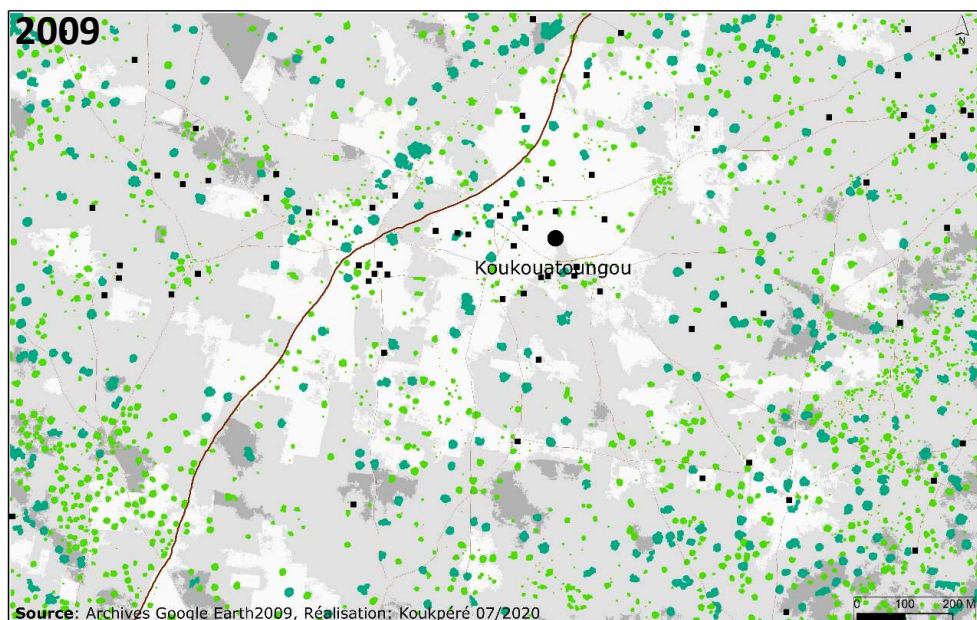 2009
N
Koukouatoungou
Source: Archives Google Earth2009, Réalisation: Koukpéré 07/2020
0 100 200 M